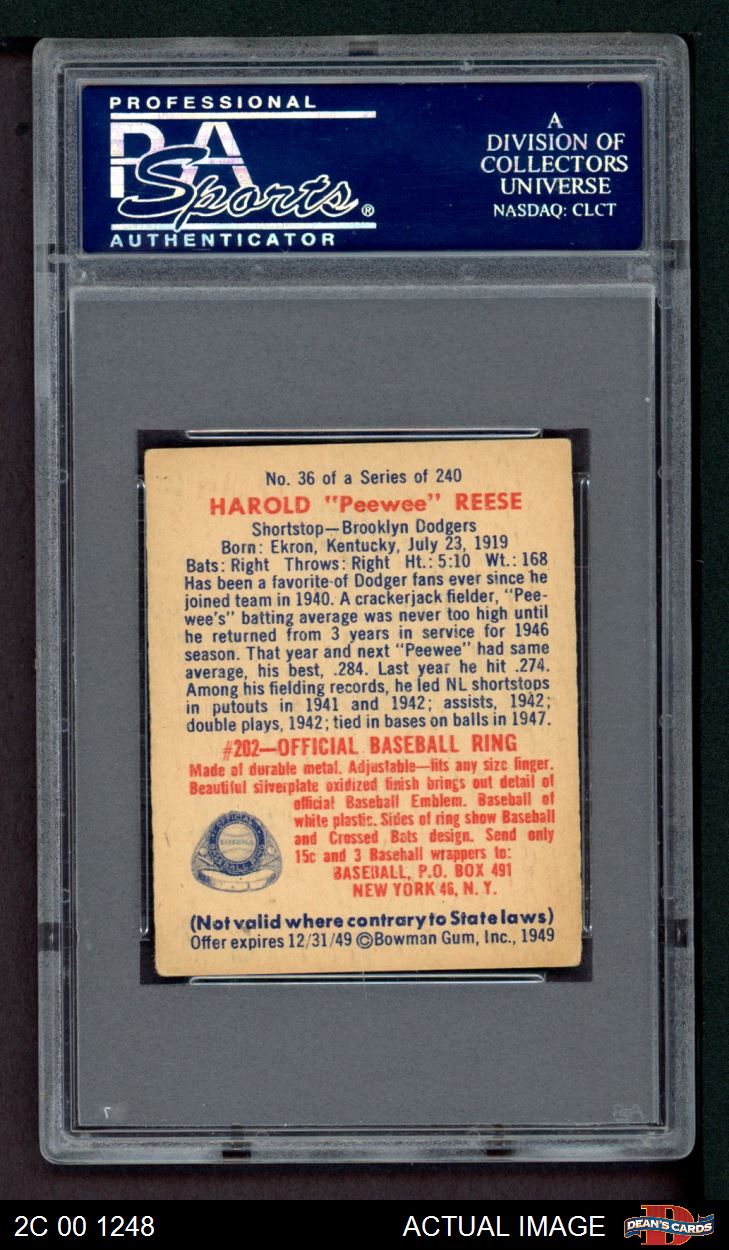 PROFESSIONAL
PSA
Sports®
AUTHENTICATOR
A
DIVISION OF
COLLECTORS
UNIVERSE
NASDAQ: CLCT
No. 36 of a Series of 240
HAROLD "Peewee" REESE
Shortstop—Brooklyn Dodgers
Born: Ekron, Kentucky, July 23, 1919
Bats: Right Throws: Right Ht.: 5:10 Wt.: 168
Has been a favorite of Dodger fans ever since he
joined team in 1940. A crackerjack fielder, "Pee-
wee's" batting average was never too high until
he returned from 3 years in service for 1946
season. That year and next "Peewee" had same
average, his best, .284. Last year he hit .274.
Among his fielding records, he led NL shortstops
in putouts in 1941 and 1942; assists, 1942;
double plays, 1942; tied in bases on balls in 1947.
#202—OFFICIAL BASEBALL RING
Made of durable metal. Adjustable—fits any size finger.
Beautiful silverplate oxidized finish brings out detail of
official Baseball Emblem. Baseball of
white plastic. Sides of ring show Baseball
and Crossed Bats design. Send only
15c and 3 Baseball wrappers to:
BASEBALL, P.O. BOX 491
NEW YORK 46, N. Y.
OFFICIAL
BASEBALL
BASEBALL RING
(Not valid where contrary to State laws)
Offer expires 12/31/49 ©Bowman Gum, Inc., 1949
7
PSA
2C 00 1248
ACTUAL IMAGE
D
DEAN'S CARDS